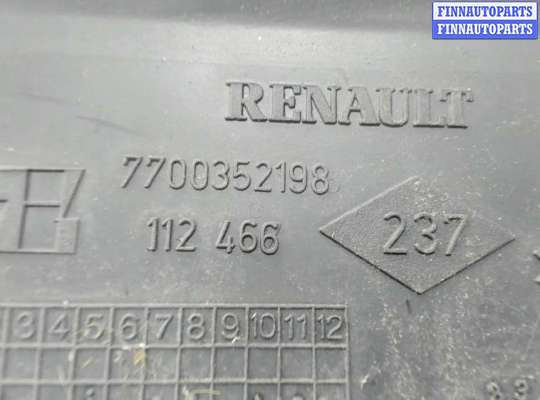 FINNAUTOPARTS
FINNAUTOPARTS
RENAULT
7700352198
112 466
237
3 4 5 6 7 8 9 10 11 12